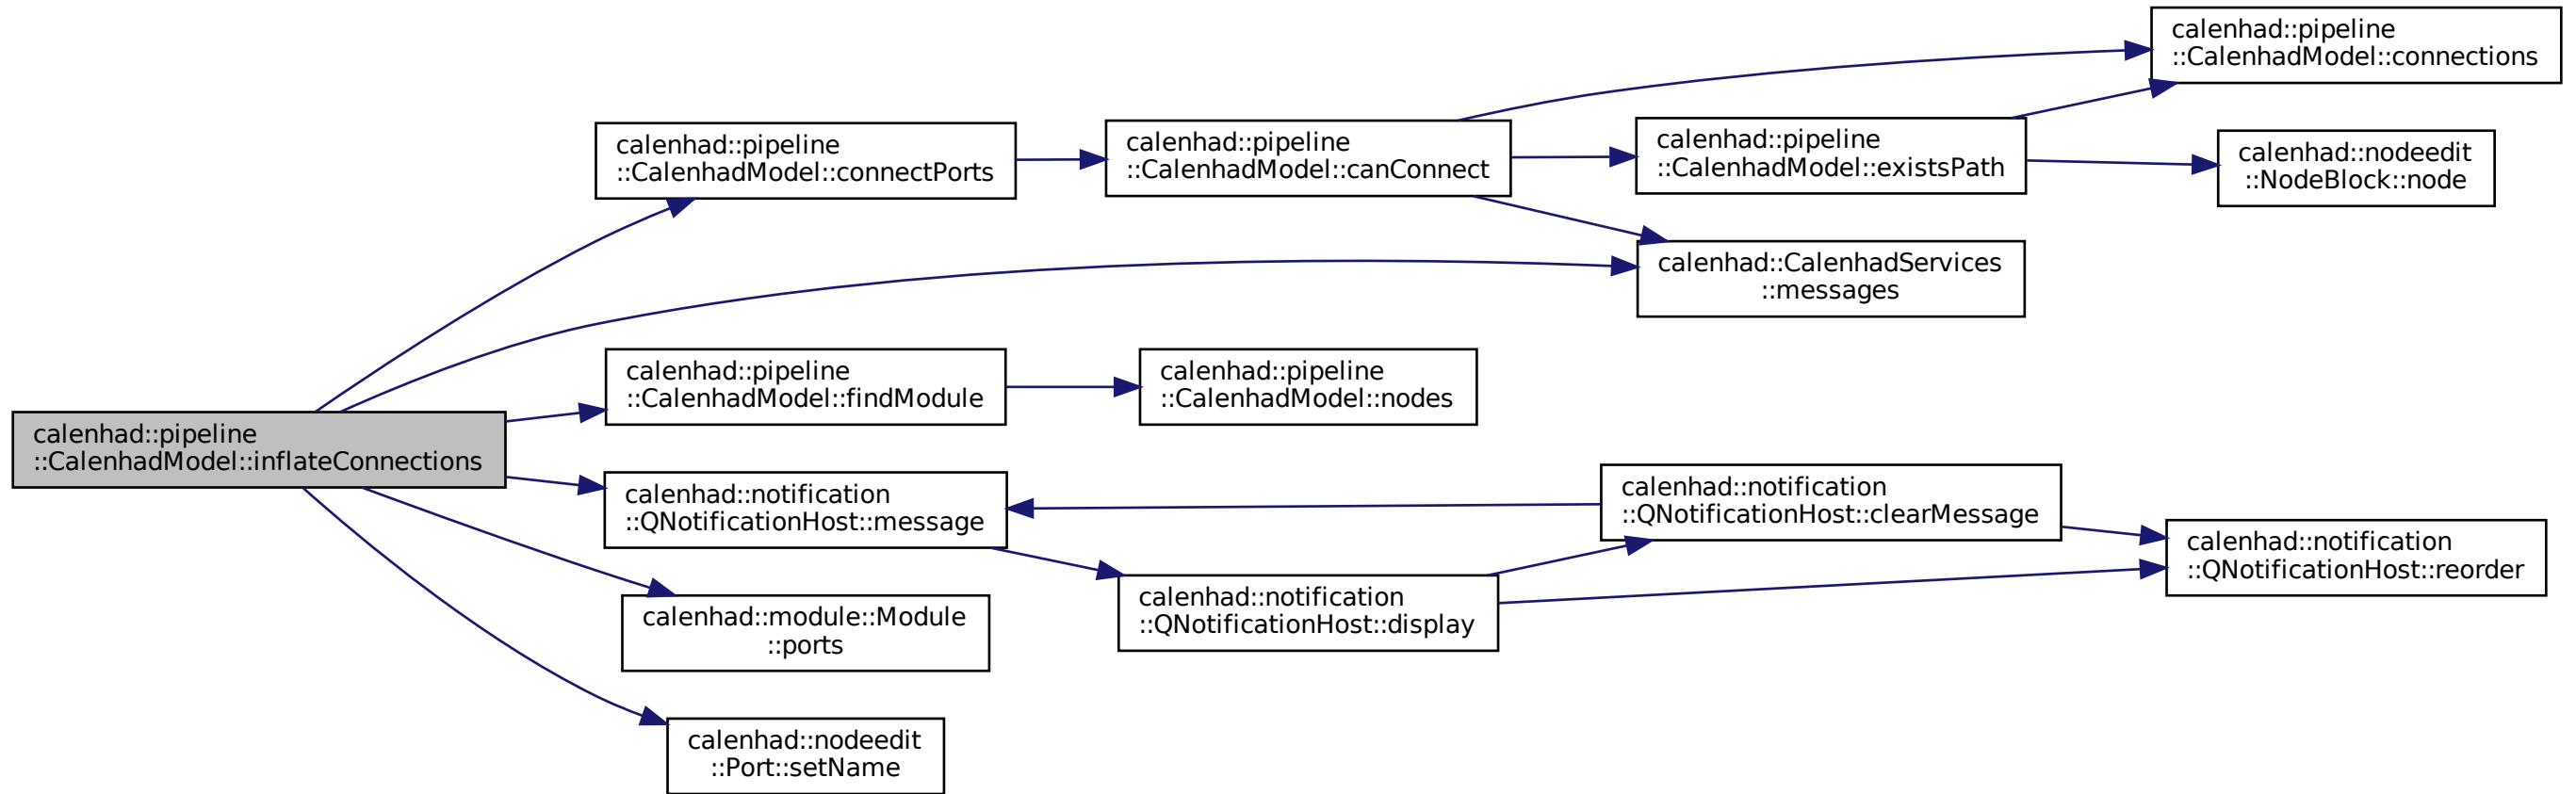 calenhad::pipeline
::CalenhadModel::inflateConnections
calenhad::pipeline
::CalenhadModel::connectPorts
calenhad::pipeline
::CalenhadModel::canConnect
calenhad::pipeline
::CalenhadModel::existsPath
calenhad::pipeline
::CalenhadModel::connections
calenhad::nodeedit
::NodeBlock::node
calenhad::CalenhadServices
::messages
calenhad::pipeline
::CalenhadModel::findModule
calenhad::pipeline
::CalenhadModel::nodes
calenhad::notification
::QNotificationHost::message
calenhad::notification
::QNotificationHost::display
calenhad::notification
::QNotificationHost::clearMessage
calenhad::notification
::QNotificationHost::reorder
calenhad::module::Module
::ports
calenhad::nodeedit
::Port::setName